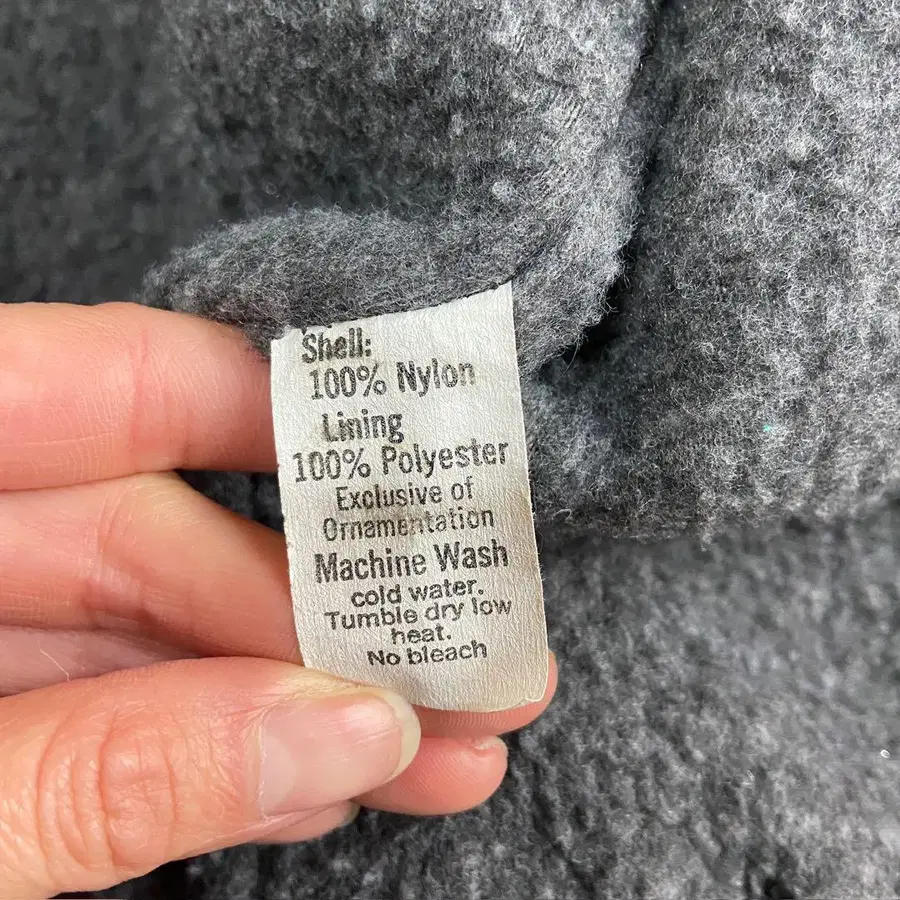 Shell:
100% Nylon
Lining
100% Polyester
Exclusive of
Ornamentation
Machine Wash
cold water.
Tumble dry low
heat.
No bleach